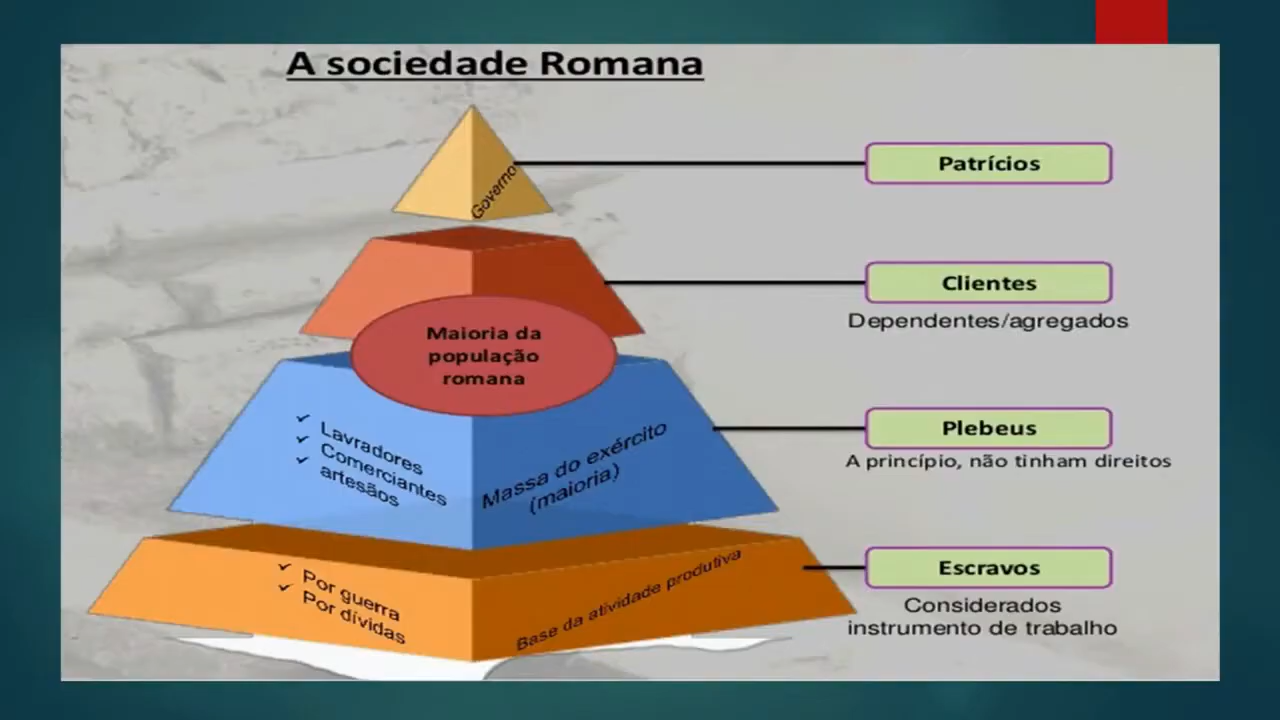 A sociedade Romana
Governo
Patrícios
Clientes
Dependentes/agregados
Maioria da
população
romana
✓ Lavradores
✓ Comerciantes
✓ artesãos
Massa do exército
(maioria)
Plebeus
A princípio, não tinham direitos
✓ Por guerra
✓ Por dívidas
Base da atividade produtiva
Escravos
Considerados
instrumento de trabalho